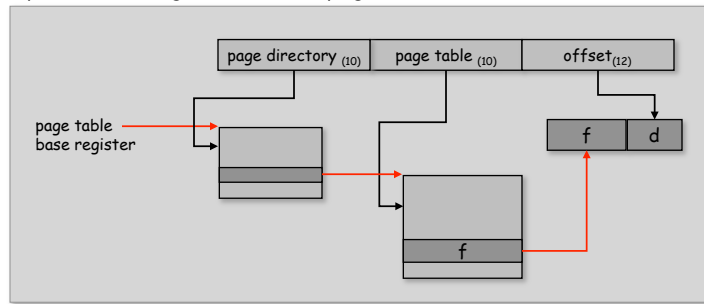 page directory (10) page table (10) offset(12)
page table
base register
f d
f